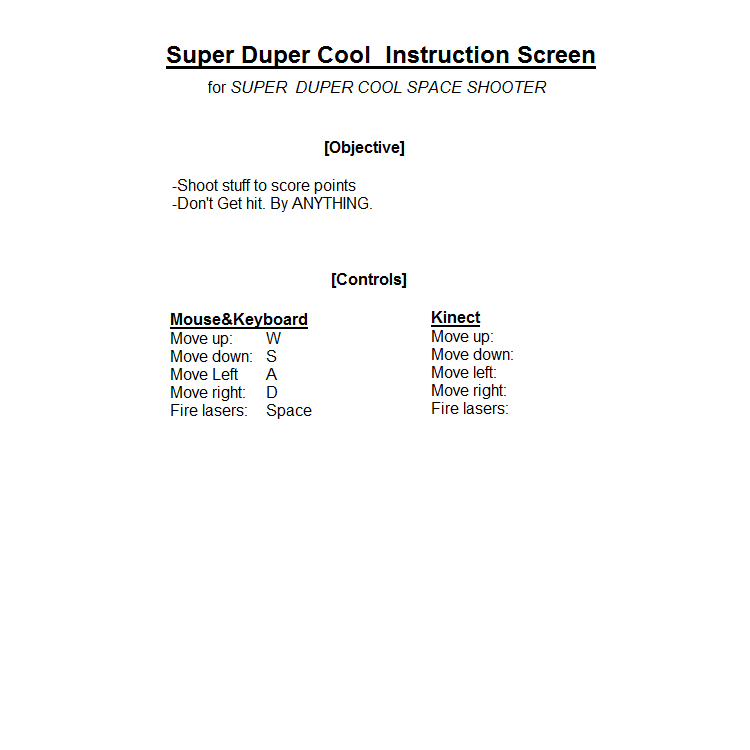 Super Duper Cool  Instruction Screen
for SUPER  DUPER COOL SPACE SHOOTER
[Objective]
-Shoot stuff to score points
-Don't Get hit. By ANYTHING.
[Controls]
Mouse&Keyboard
Move up: W
Move down: S
Move Left A
Move right: D
Fire lasers: Space
Kinect
Move up:
Move down:
Move left:
Move right:
Fire lasers: